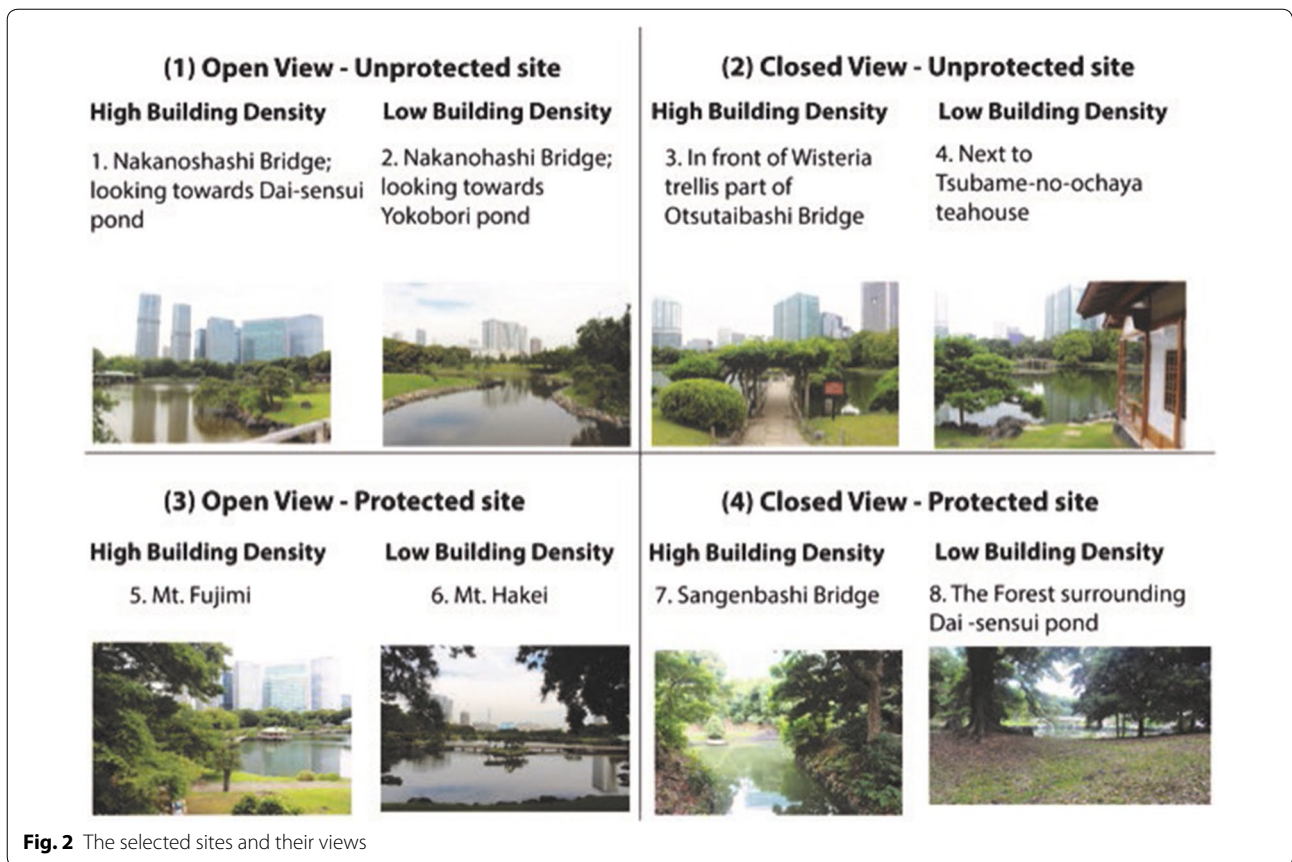 (1) Open View - Unprotected site
High Building Density
1. Nakanoshashi Bridge;
looking towards Dai-sensui
pond
Low Building Density
2. Nakanohashi Bridge;
looking towards
Yokobori pond
(2) Closed View - Unprotected site
High Building Density
3. In front of Wisteria
trellis part of
Otsutaibashi Bridge
Low Building Density
4. Next to
Tsubame-no-ochaya
teahouse
(3) Open View - Protected site
High Building Density
5. Mt. Fujimi
Low Building Density
6. Mt. Hakei
(4) Closed View - Protected site
High Building Density
7. Sangenbashi Bridge
Low Building Density
8. The Forest surrounding
Dai -sensui pond
Fig. 2 The selected sites and their views